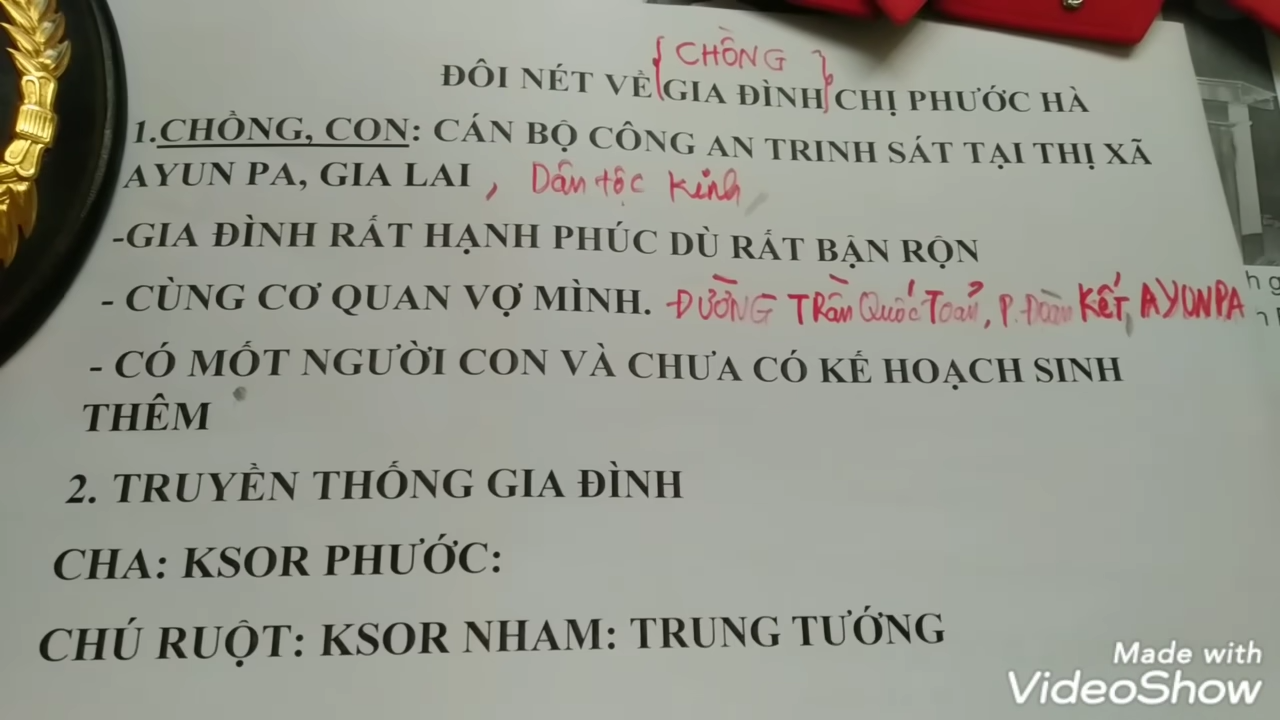 {CHỒNG}
ĐÔI NÉT VỀ GIA ĐÌNH CHỊ PHƯỚC HÀ
1.CHỒNG, CON: CÁN BỘ CÔNG AN TRINH SÁT TẠI THỊ XÃ
AYUN PA, GIA LAI , Dân tộc Kinh
-GIA ĐÌNH RẤT HẠNH PHÚC DÙ RẤT BẬN RỘN
- CÙNG CƠ QUAN VỢ MÌNH. ĐƯỜNG TRần Quốc Toản, P. Đoàn Kết, AYUNPA
- CÓ MỘT NGƯỜI CON VÀ CHƯA CÓ KẾ HOẠCH SINH
THÊM
2. TRUYỀN THỐNG GIA ĐÌNH
CHA: KSOR PHƯỚC:
CHÚ RUỘT: KSOR NHAM: TRUNG TƯỚNG
Made with
VideoShow